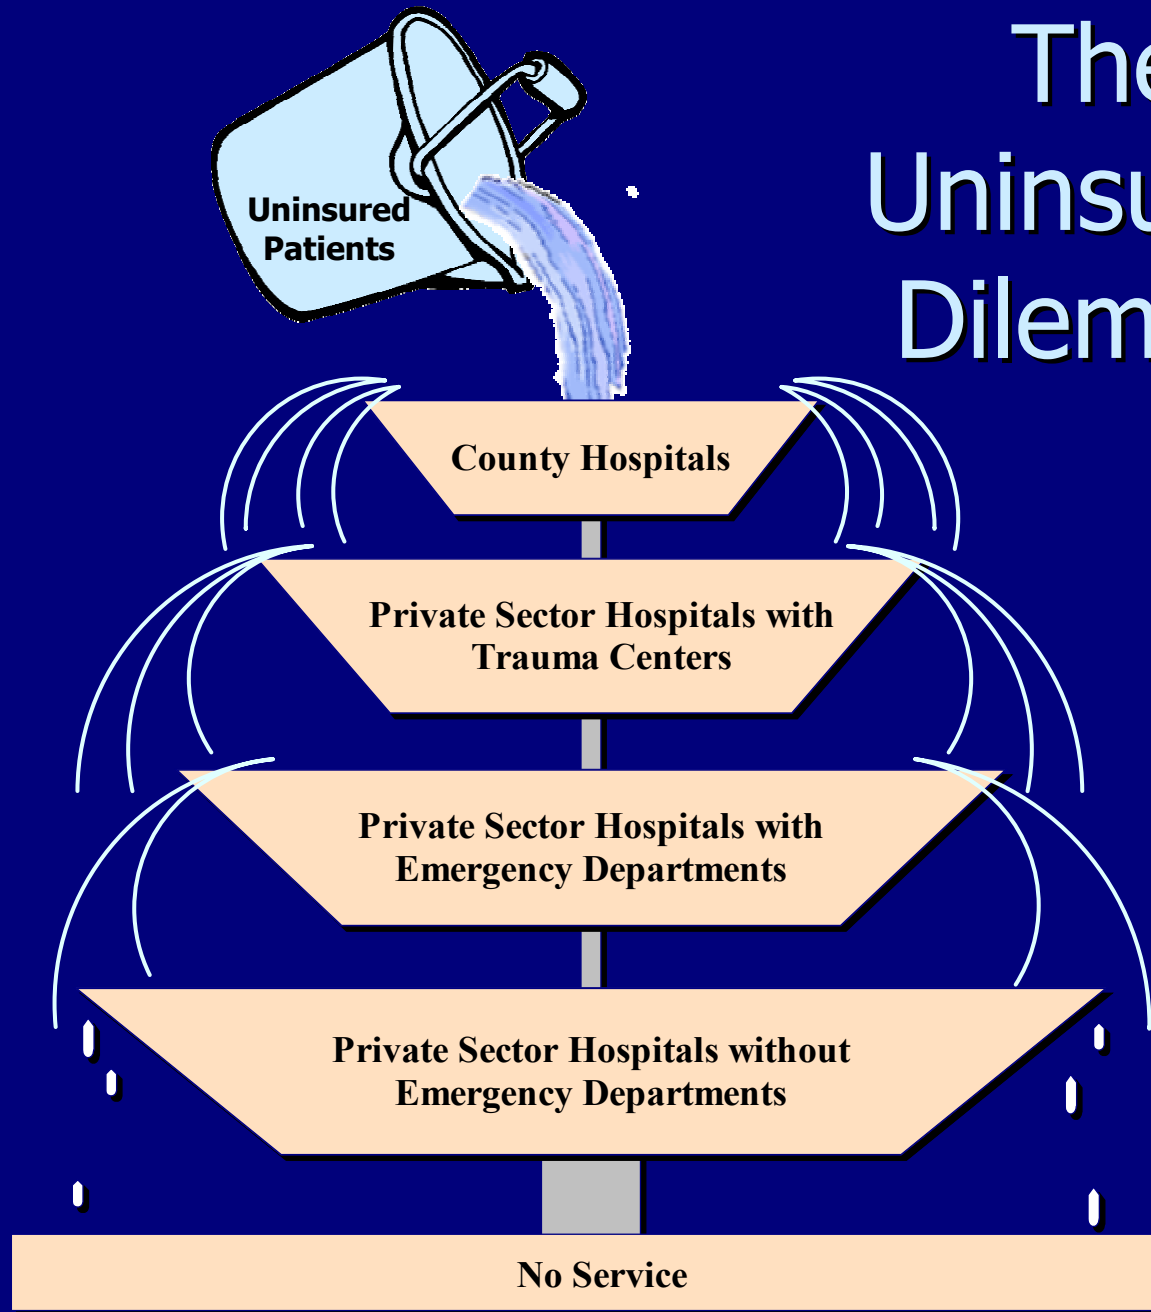 The
Uninsu
Dilem
Uninsured
Patients
County Hospitals
Private Sector Hospitals with
Trauma Centers
Private Sector Hospitals with
Emergency Departments
Private Sector Hospitals without
Emergency Departments
No Service